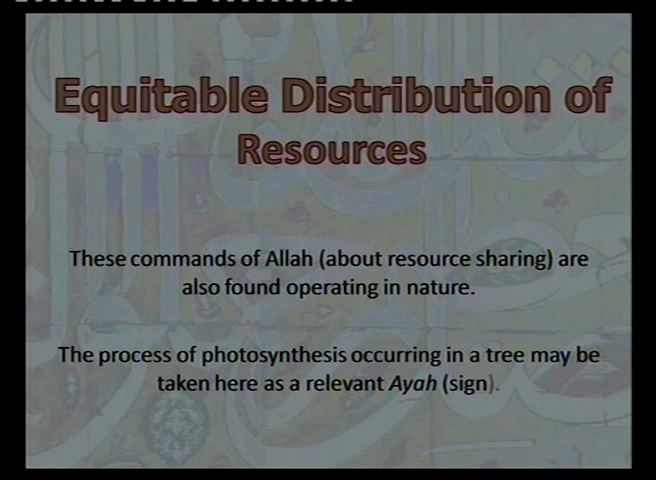 Equitable Distribution of
Resources
These commands of Allah (about resource sharing) are
also found operating in nature.
The process of photosynthesis occurring in a tree may be
taken here as a relevant Ayah (sign).